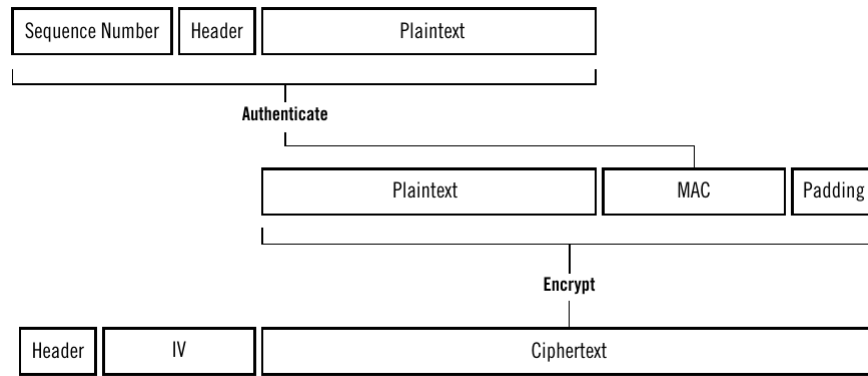 Sequence Number Header Plaintext
Authenticate
Plaintext MAC Padding
Encrypt
Header IV Ciphertext